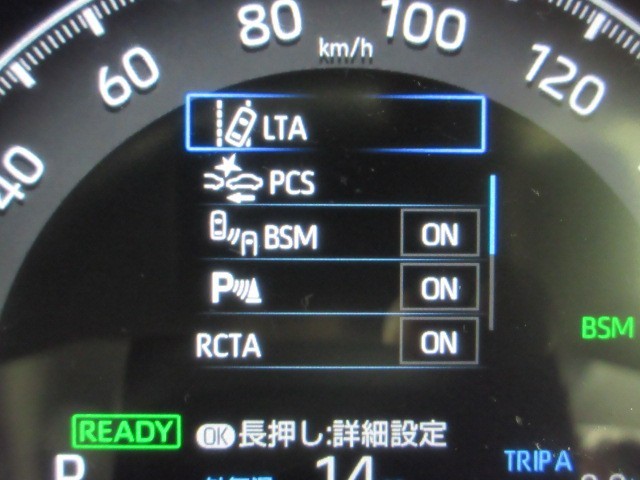 40
60
80
100
120
km/h
LTA
PCS
BSM ON
P ON
RCTA ON
BSM
READY
OK 長押し:詳細設定
P
14
TRIP A